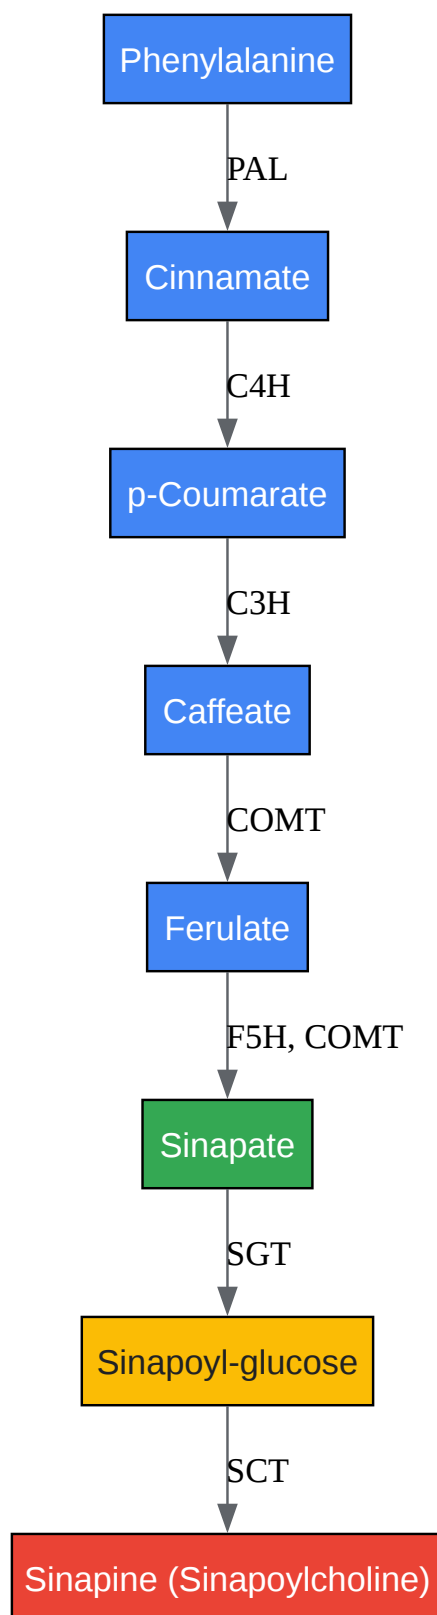 Phenylalanine
PAL
Cinnamate
C4H
p-Coumarate
C3H
Caffeate
COMT
Ferulate
F5H, COMT
Sinapate
SGT
Sinapoyl-glucose
SCT
Sinapine (Sinapoylcholine)